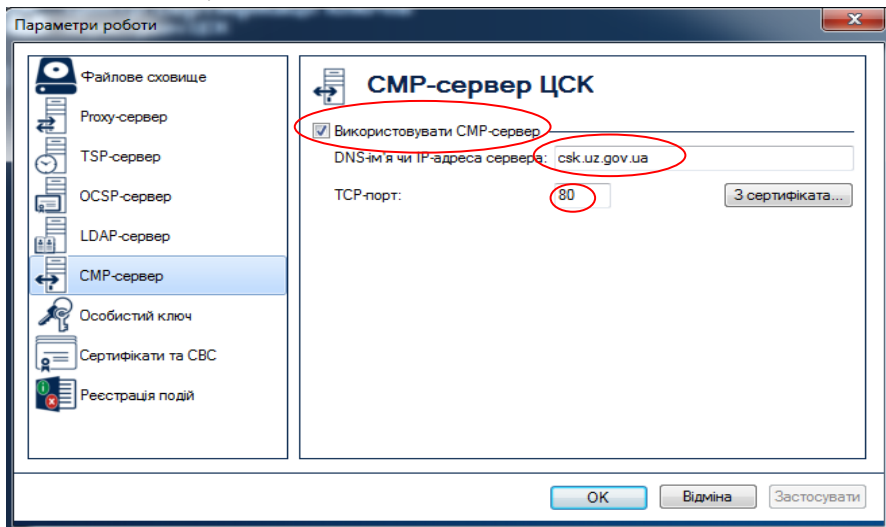 Параметри роботи
Файлове сховище
Proxy-сервер
TSP-сервер
OCSP-сервер
LDAP-сервер
CMP-сервер
Особистий ключ
Сертифікати та СВС
Реєстрація подій
CMP-сервер ЦСК
Використовувати CMP-сервер
DNS-ім'я чи IP-адреса сервера: csk.uz.gov.ua
TCP-порт: 80 З сертифіката...
OK Відміна Застосувати